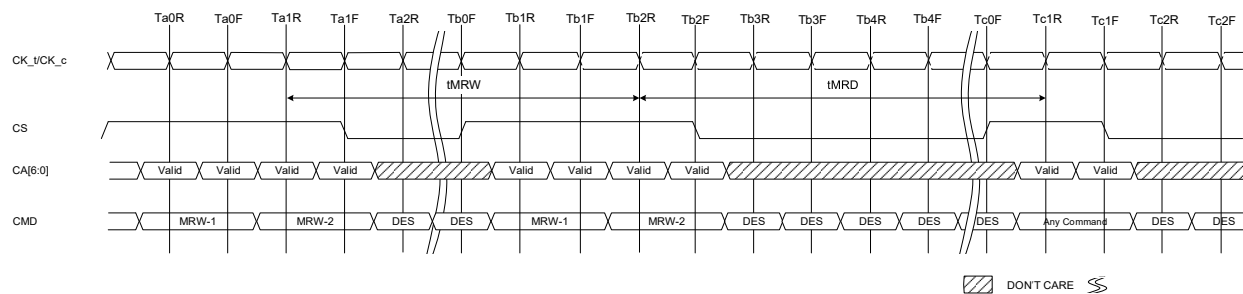 Ta0R Ta0F Ta1R Ta1F Ta2R Tb0F Tb1R Tb1F Tb2R Tb2F Tb3R Tb3F Tb4R Tb4F Tc0F Tc1R Tc1F Tc2R Tc2F
CK_t/CK_c
tMRW tMRD
CS
CA[6:0] Valid Valid Valid Valid Valid Valid Valid Valid Valid Valid
CMD MRW-1 MRW-2 DES DES MRW-1 MRW-2 DES DES DES DES DES Any Command DES DES
DON'T CARE